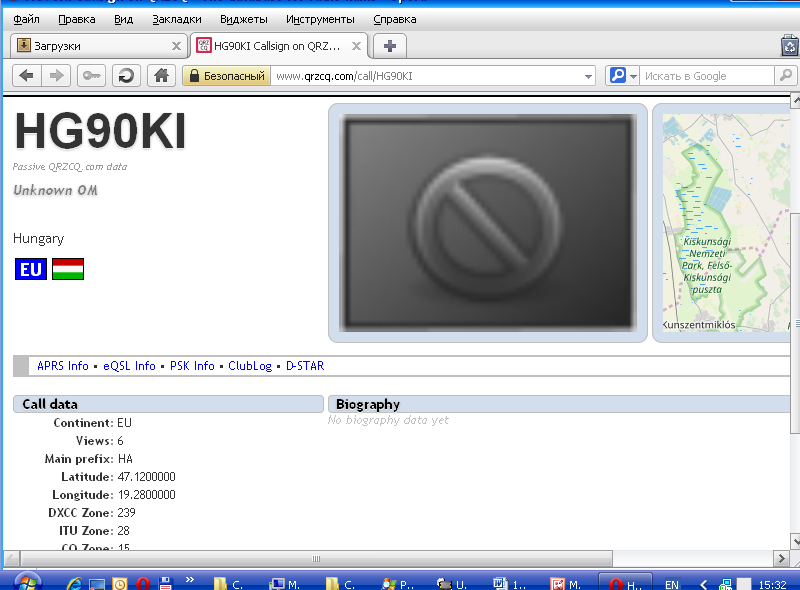 Файл Правка Вид Закладки Виджеты Инструменты Справка
Загрузки
QRZ CQ HG90KI Callsign on QRZ...
Безопасный www.qrzcq.com/call/HG90KI Искать в Google
HG90KI
Passive QRZCQ.com data
Unknown OM
Hungary
EU
Kiskunsági
Nemzeti
Park, Felső-
Kiskunsági
puszta
Kunszentmiklós
APRS Info • eQSL Info • PSK Info • ClubLog • D-STAR
Call data
Continent: EU
Views: 6
Main prefix: HA
Latitude: 47.1200000
Longitude: 19.2800000
DXCC Zone: 239
ITU Zone: 28
CQ Zone: 15
Biography
No biography data yet
» С. М. С. Р.. U. 1.. М. Н.. EN 15:32